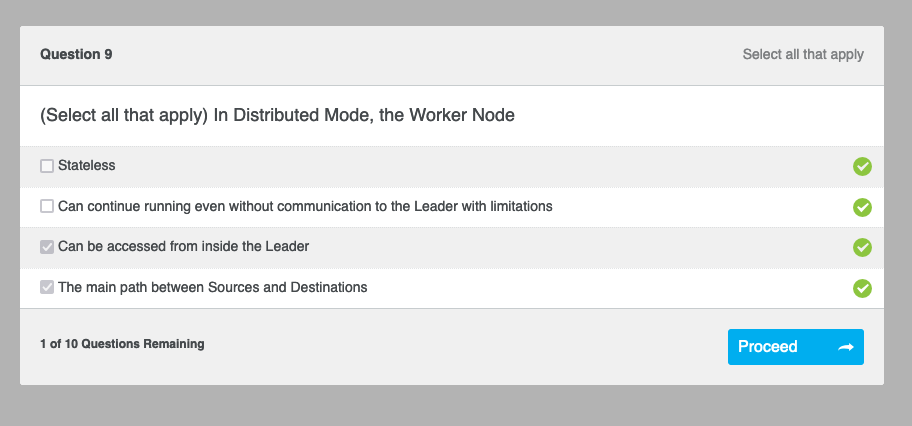 Question 9
Select all that apply
(Select all that apply) In Distributed Mode, the Worker Node
Stateless
Can continue running even without communication to the Leader with limitations
Can be accessed from inside the Leader
The main path between Sources and Destinations
1 of 10 Questions Remaining
Proceed